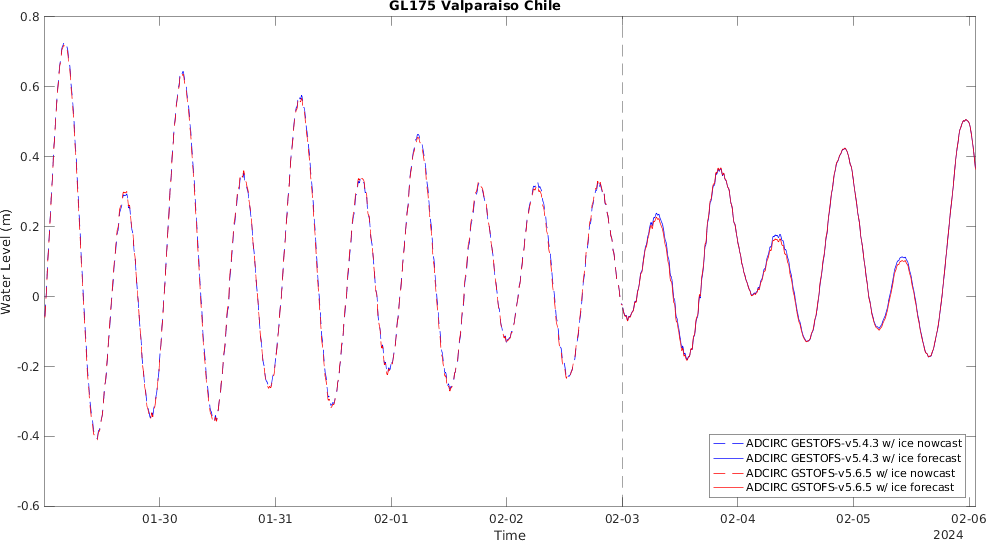 GL175 Valparaiso Chile
0.8
0.6
0.4
0.2
0
-0.2
-0.4
-0.6
Water Level (m)
01-30
01-31
02-01
02-02
02-03
02-04
02-05
02-06
2024
Time
ADCIRC GESTOFS-v5.4.3 w/ ice nowcast
ADCIRC GESTOFS-v5.4.3 w/ ice forecast
ADCIRC GSTOFS-v5.6.5 w/ ice nowcast
ADCIRC GSTOFS-v5.6.5 w/ ice forecast